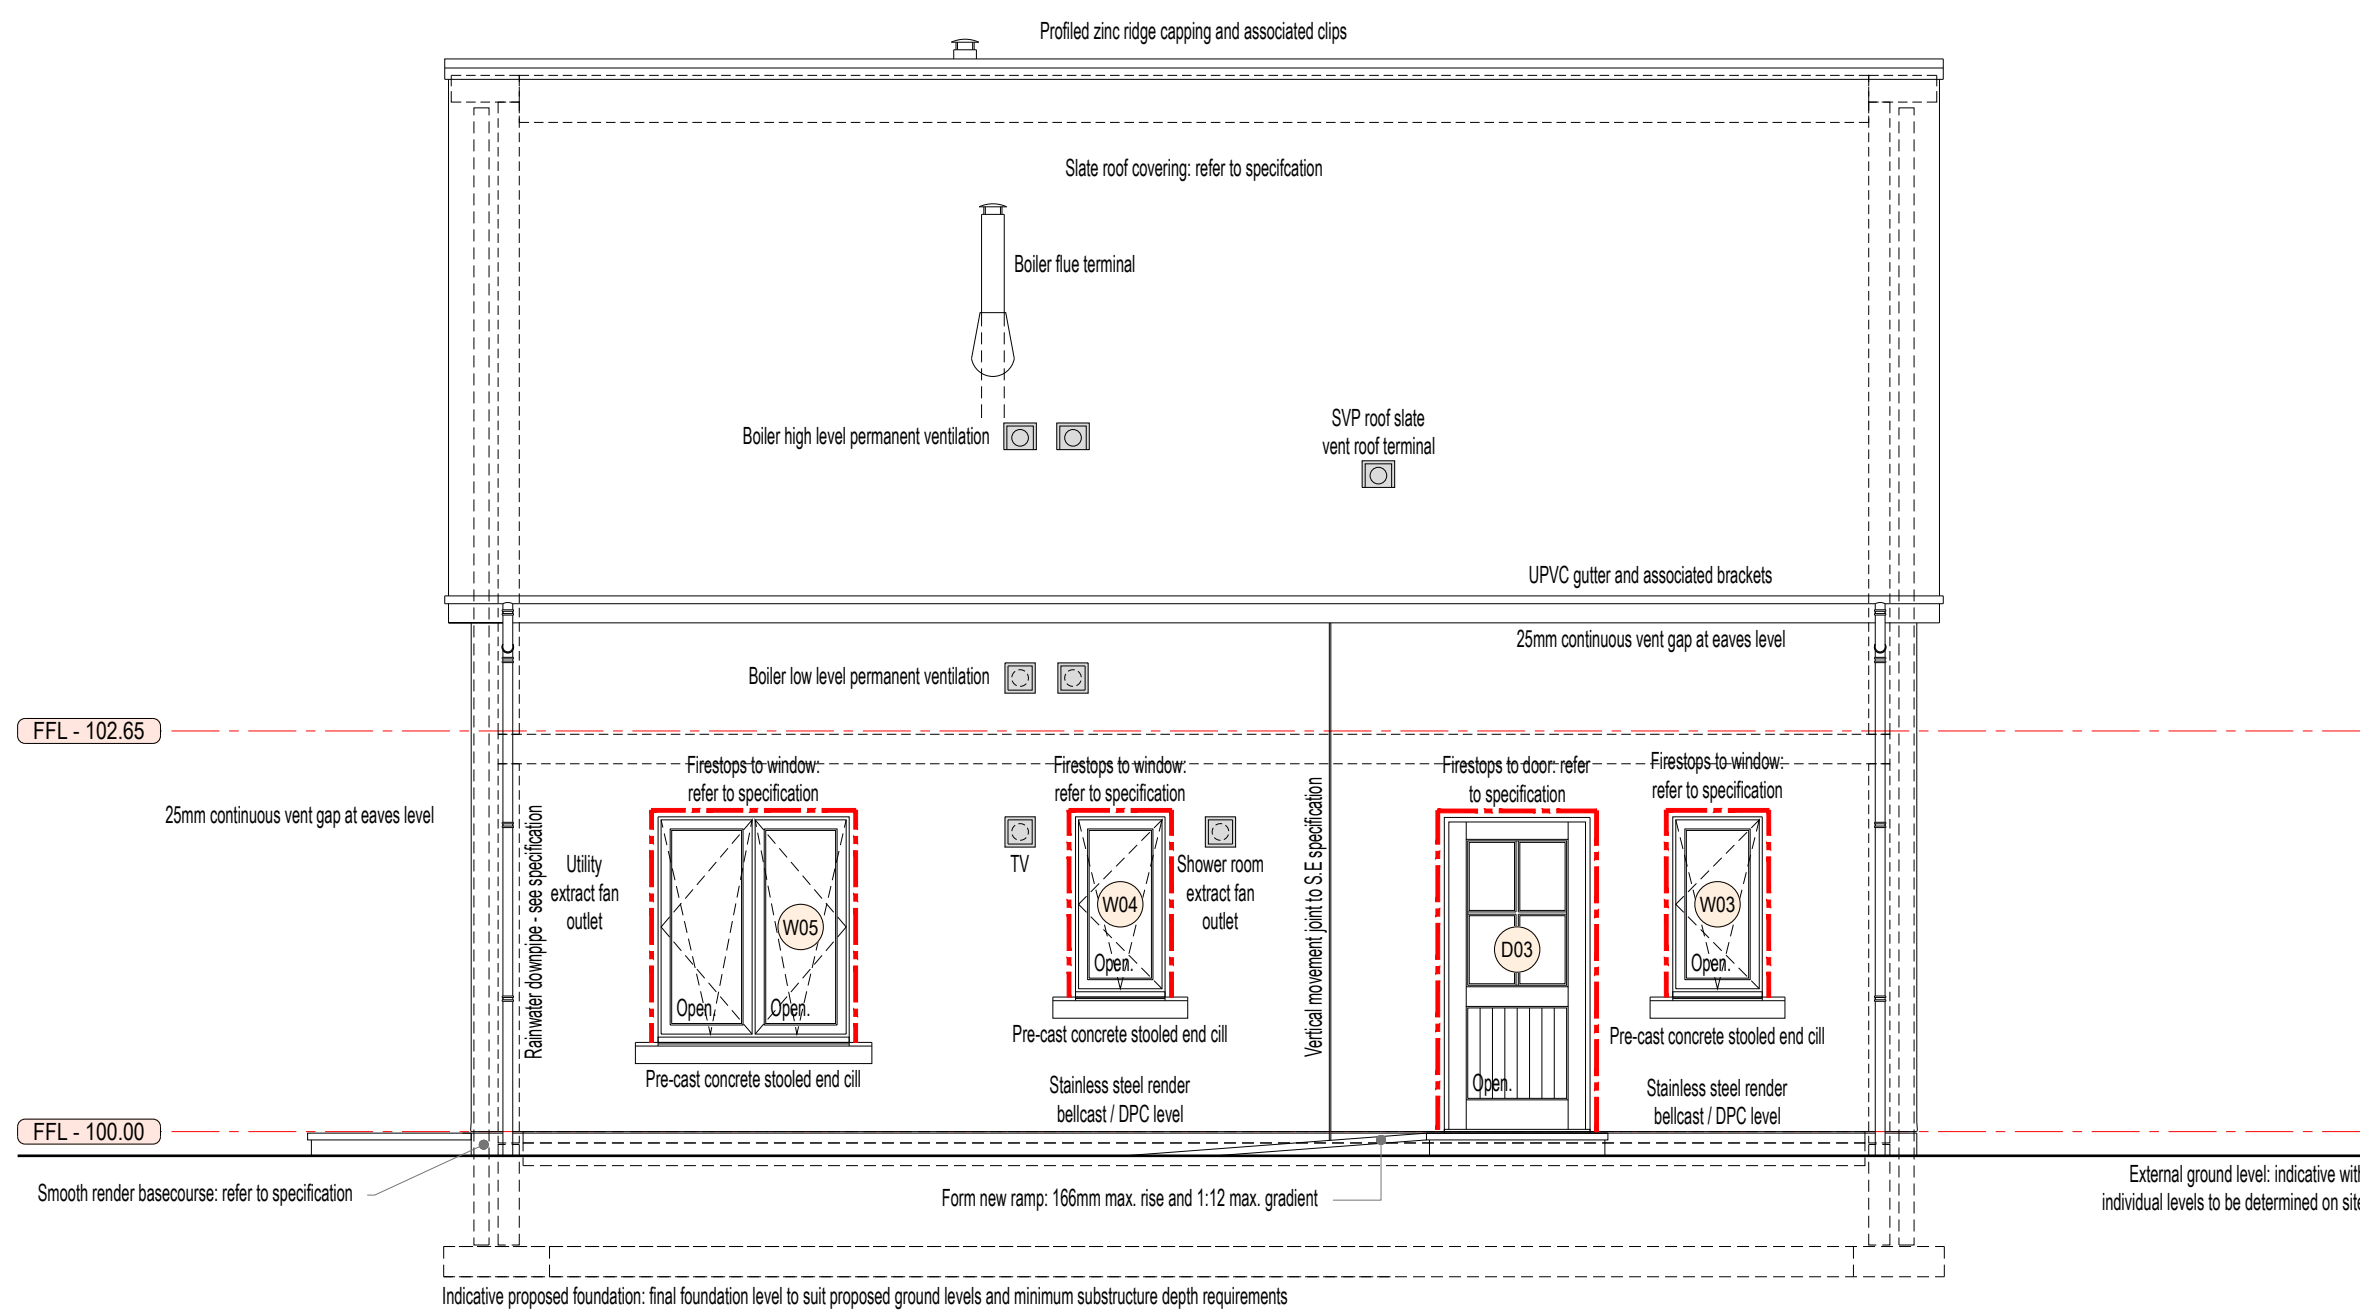 Profiled zinc ridge capping and associated clips
Slate roof covering: refer to specifcation
Boiler flue terminal
Boiler high level permanent ventilation
SVP roof slate
vent roof terminal
UPVC gutter and associated brackets
25mm continuous vent gap at eaves level
Boiler low level permanent ventilation
FFL - 102.65
Firestops to window:
refer to specification
Firestops to window:
refer to specification
Firestops to door: refer
to specification
Firestops to window:
refer to specification
25mm continuous vent gap at eaves level
Rainwater downpipe - see specification
Utility
extract fan
outlet
W05
Open.
Open.
TV
W04
Open.
Shower room
extract fan
outlet
Vertical movement joint to S.E specification
D03
Open.
W03
Open.
Pre-cast concrete stooled end cill
Pre-cast concrete stooled end cill
Pre-cast concrete stooled end cill
Stainless steel render
bellcast / DPC level
Stainless steel render
bellcast / DPC level
FFL - 100.00
Smooth render basecourse: refer to specification
Form new ramp: 166mm max. rise and 1:12 max. gradient
External ground level: indicative with
individual levels to be determined on site
Indicative proposed foundation: final foundation level to suit proposed ground levels and minimum substructure depth requirements